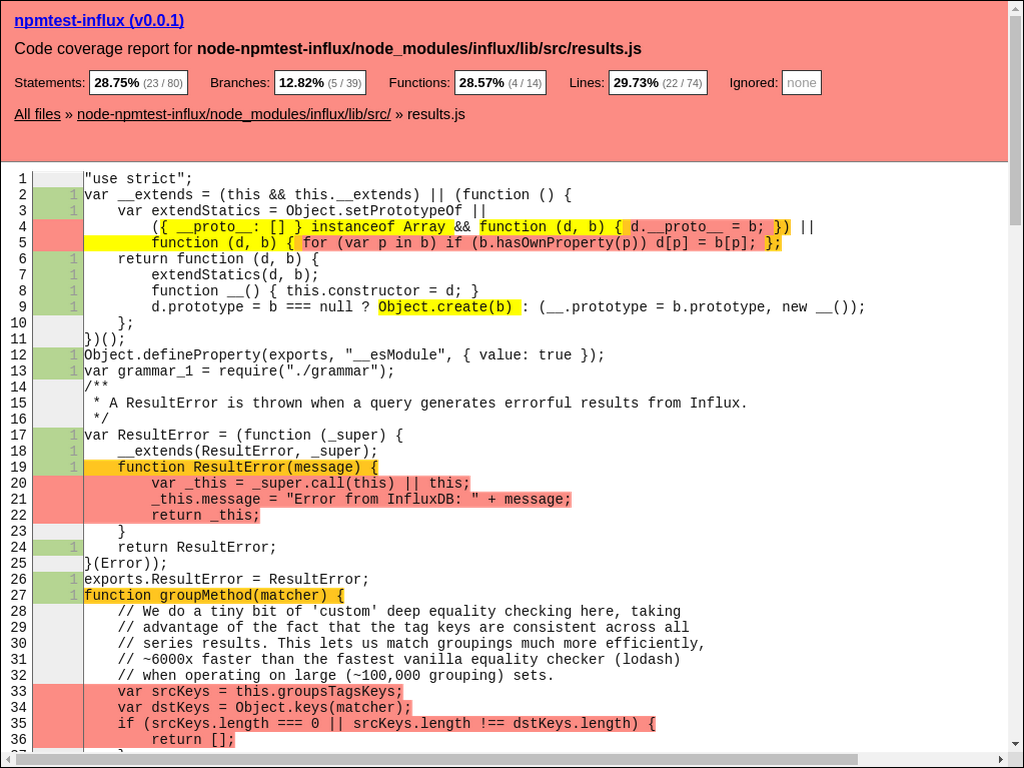 npmtest-influx (v0.0.1)
Code coverage report for node-npmtest-influx/node_modules/influx/lib/src/results.js
Statements: 28.75% (23 / 80) Branches: 12.82% (5 / 39) Functions: 28.57% (4 / 14) Lines: 29.73% (22 / 74) Ignored: none
All files » node-npmtest-influx/node_modules/influx/lib/src/ » results.js
1 "use strict";
2 1 var __extends = (this && this.__extends) || (function () {
3 1     var extendStatics = Object.setPrototypeOf ||
4         ({ __proto__: [] } instanceof Array && function (d, b) { d.__proto__ = b; }) ||
5         function (d, b) { for (var p in b) if (b.hasOwnProperty(p)) d[p] = b[p]; };
6 1     return function (d, b) {
7 1         extendStatics(d, b);
8 1         function __() { this.constructor = d; }
9 1         d.prototype = b === null ? Object.create(b) : (__.prototype = b.prototype, new __());
10     };
11 })();
12 1 Object.defineProperty(exports, "__esModule", { value: true });
13 1 var grammar_1 = require("./grammar");
14 /**
15  * A ResultError is thrown when a query generates errorful results from Influx.
16  */
17 1 var ResultError = (function (_super) {
18 1     __extends(ResultError, _super);
19 1     function ResultError(message) {
20         var _this = _super.call(this) || this;
21         _this.message = "Error from InfluxDB: " + message;
22         return _this;
23     }
24 1     return ResultError;
25 }(Error));
26 1 exports.ResultError = ResultError;
27 1 function groupMethod(matcher) {
28     // We do a tiny bit of 'custom' deep equality checking here, taking
29     // advantage of the fact that the tag keys are consistent across all
30     // series results. This lets us match groupings much more efficiently,
31     // ~6000x faster than the fastest vanilla equality checker (lodash)
32     // when operating on large (~100,000 grouping) sets.
33     var srcKeys = this.groupsTagsKeys;
34     var dstKeys = Object.keys(matcher);
35     if (srcKeys.length === 0 || srcKeys.length !== dstKeys.length) {
36         return [];